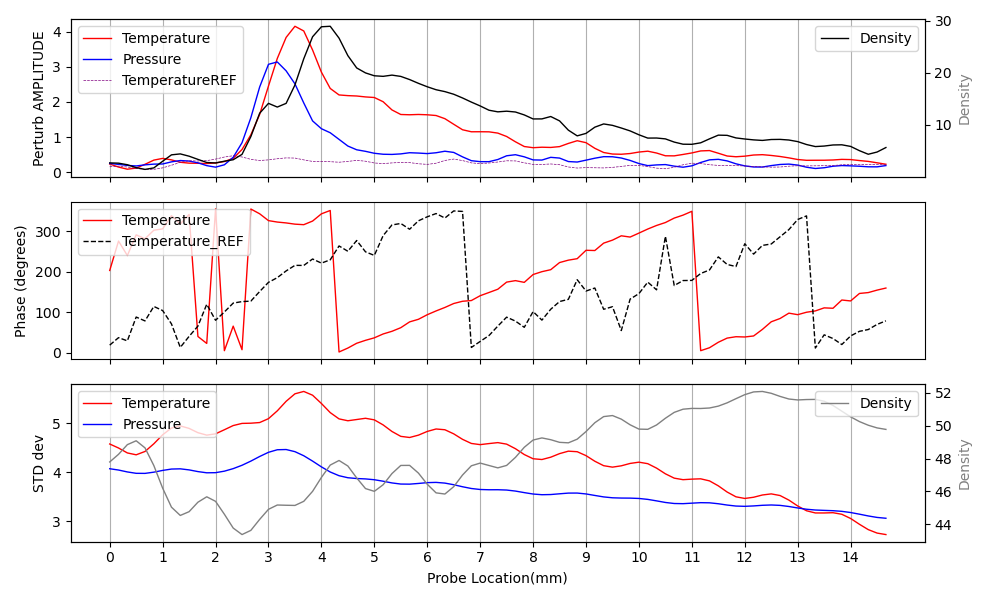 Temperature
Pressure
TemperatureREF
Density
Perturb AMPLITUDE
4
3
2
1
0
30
20
10
Density
Temperature
Temperature_REF
Phase (degrees)
300
200
100
0
Temperature
Pressure
Density
STD dev
5
4
3
52
50
48
46
44
Density
0 1 2 3 4 5 6 7 8 9 10 11 12 13 14
Probe Location(mm)